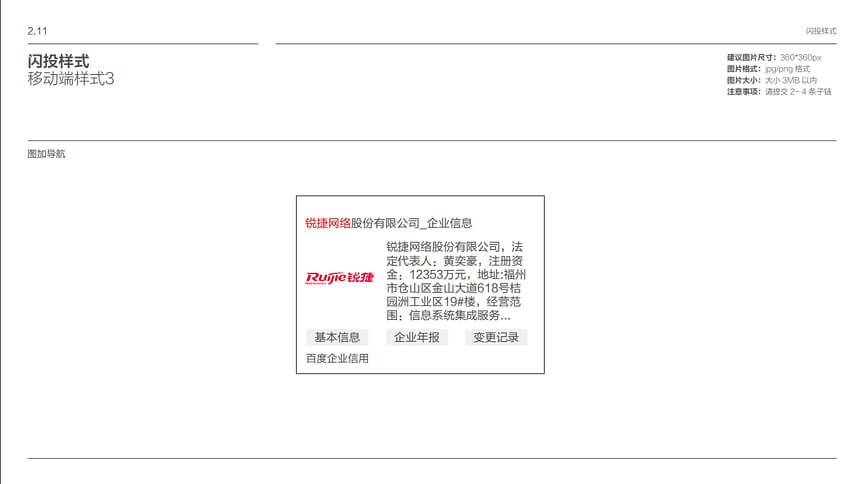 2.11
闪投样式
闪投样式
移动端样式3
建议图片尺寸：360*360px
图片格式：jpg/png 格式
图片大小：大小 3MB 以内
注意事项：请提交 2- 4 条子链
图加导航
锐捷网络股份有限公司_企业信息
锐捷网络股份有限公司，法
定代表人：黄奕豪，注册资
金：12353万元，地址:福州
市仓山区金山大道618号桔
园洲工业区19#楼，经营范
围：信息系统集成服务...
Ruijie锐捷
基本信息
企业年报
变更记录
百度企业信用